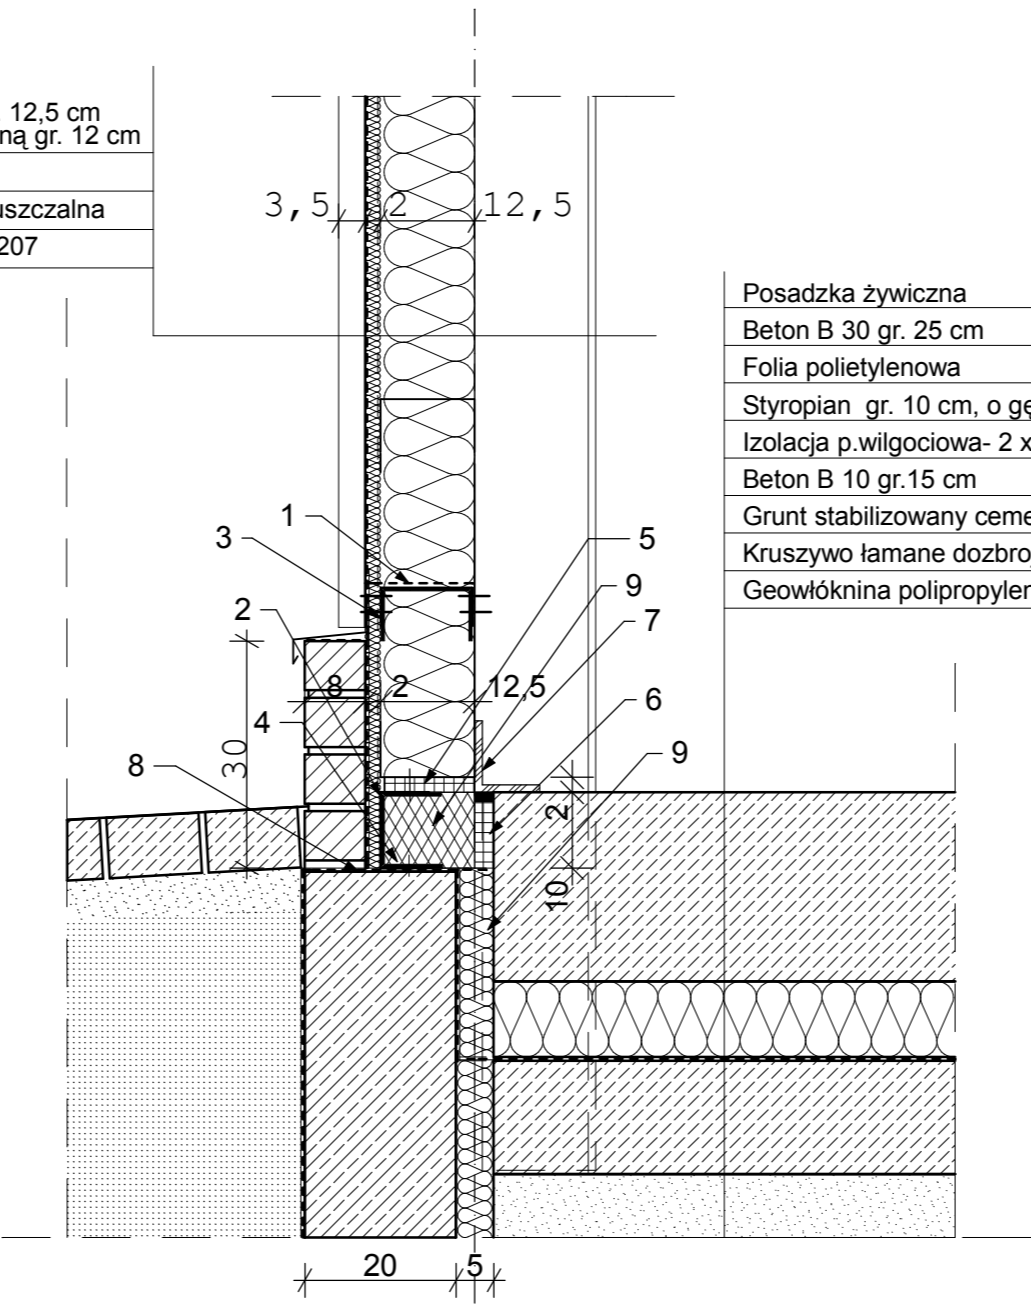 . 12,5 cm
ną gr. 12 cm
uszczalna
207
3,5
2
12,5
Posadzka żywiczna
Beton B 30 gr. 25 cm
Folia polietylenowa
Styropian gr. 10 cm, o gę
Izolacja p.wilgociowa- 2 x
Beton B 10 gr.15 cm
Grunt stabilizowany ceme
Kruszywo łamane dozbro
Geowłóknina polipropyler
1
3
5
9
2
7
8
2
12,5
6
4
9
8
30
2
10
20
5